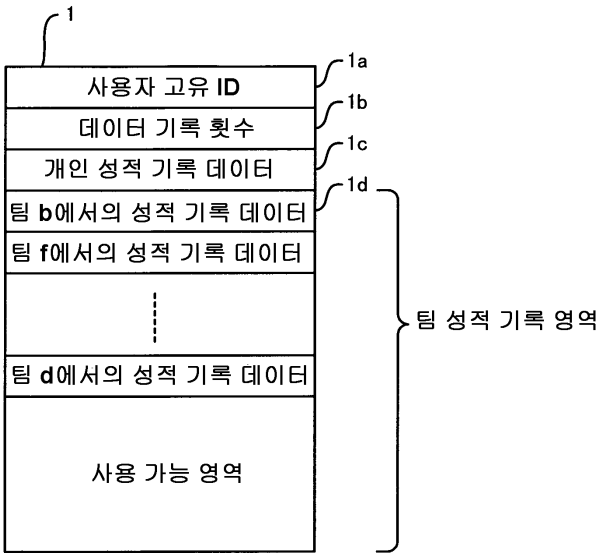 1
사용자 고유 ID
1a
데이터 기록 횟수
1b
개인 성적 기록 데이터
1c
팀 b에서의 성적 기록 데이터
1d
팀 f에서의 성적 기록 데이터
팀 성적 기록 영역
팀 d에서의 성적 기록 데이터
사용 가능 영역